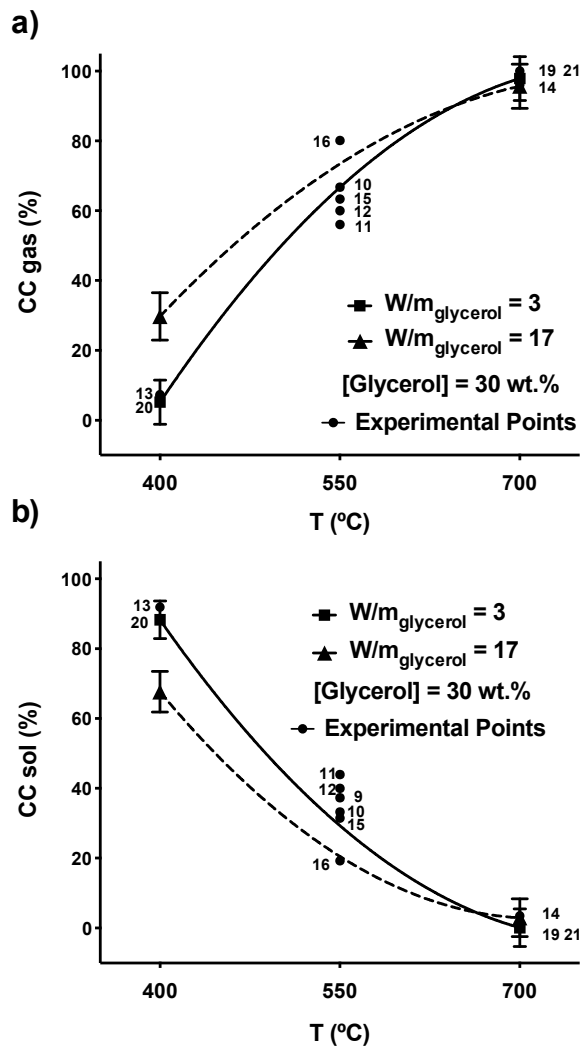 a)
100
80
60
40
20
0
CC gas (%)
19 21
14
16
10
15
12
11
13
20
W/mglycerol = 3
W/mglycerol = 17
[Glycerol] = 30 wt.%
Experimental Points
400 550 700
T (ºC)
b)
100
80
60
40
20
0
CC sol (%)
13
20
W/mglycerol = 3
W/mglycerol = 17
[Glycerol] = 30 wt.%
Experimental Points
11
12 9
10
15
16
14
19 21
400 550 700
T (ºC)